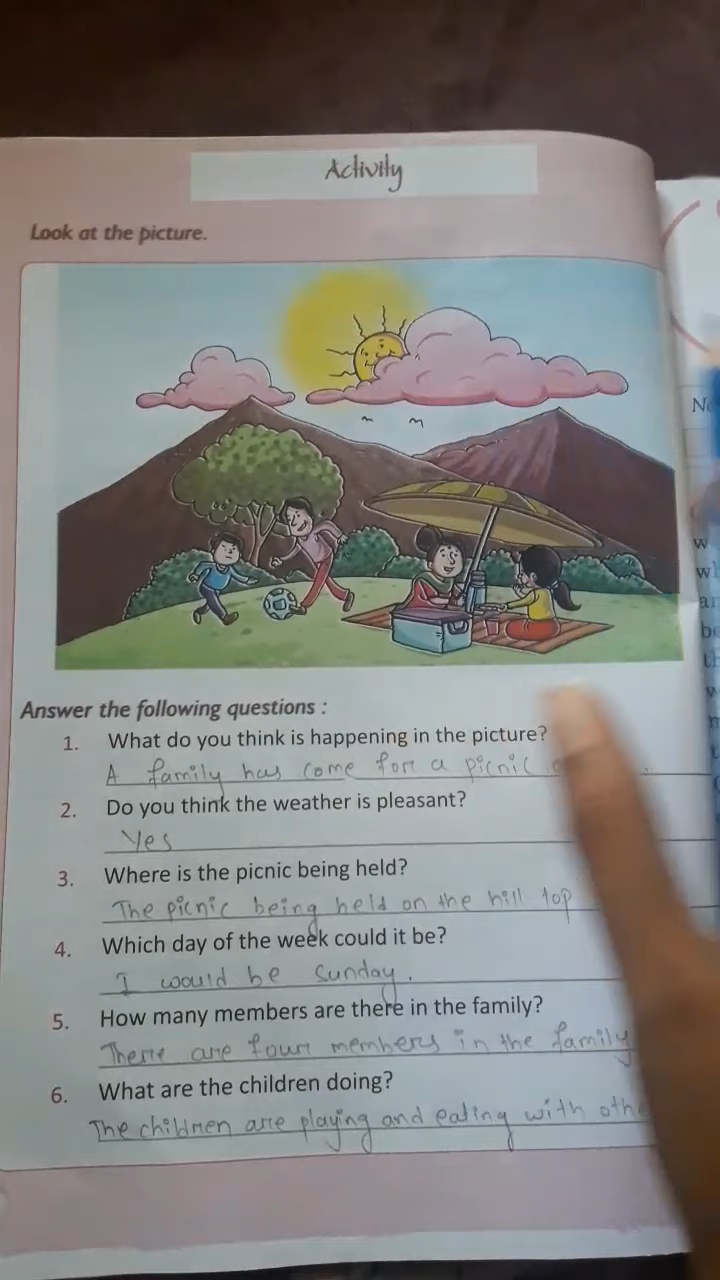 Activity
Look at the picture.
Answer the following questions :
1. What do you think is happening in the picture?
A family has come for a picnic
2. Do you think the weather is pleasant?
Yes
3. Where is the picnic being held?
The picnic being held on the hill top
4. Which day of the week could it be?
I would be Sunday.
5. How many members are there in the family?
There are four members in the family
6. What are the children doing?
The children are playing and eating with